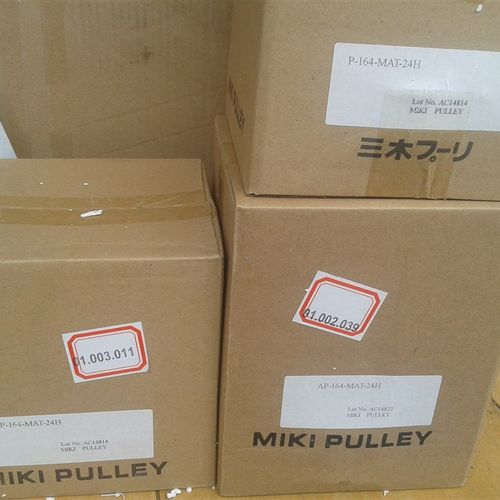 P-164-MAT-24H
Lot No. AC14814
MIKI PULLEY
三木プーリ
01.003.011
P-164-MAT-24H
Lot No. AC14814
MIKI PULLEY
MIKI PULLEY
01.002.039
AP-164-MAT-24H
Lot No. AC14822
MIKI PULLEY
MIKI PULLEY